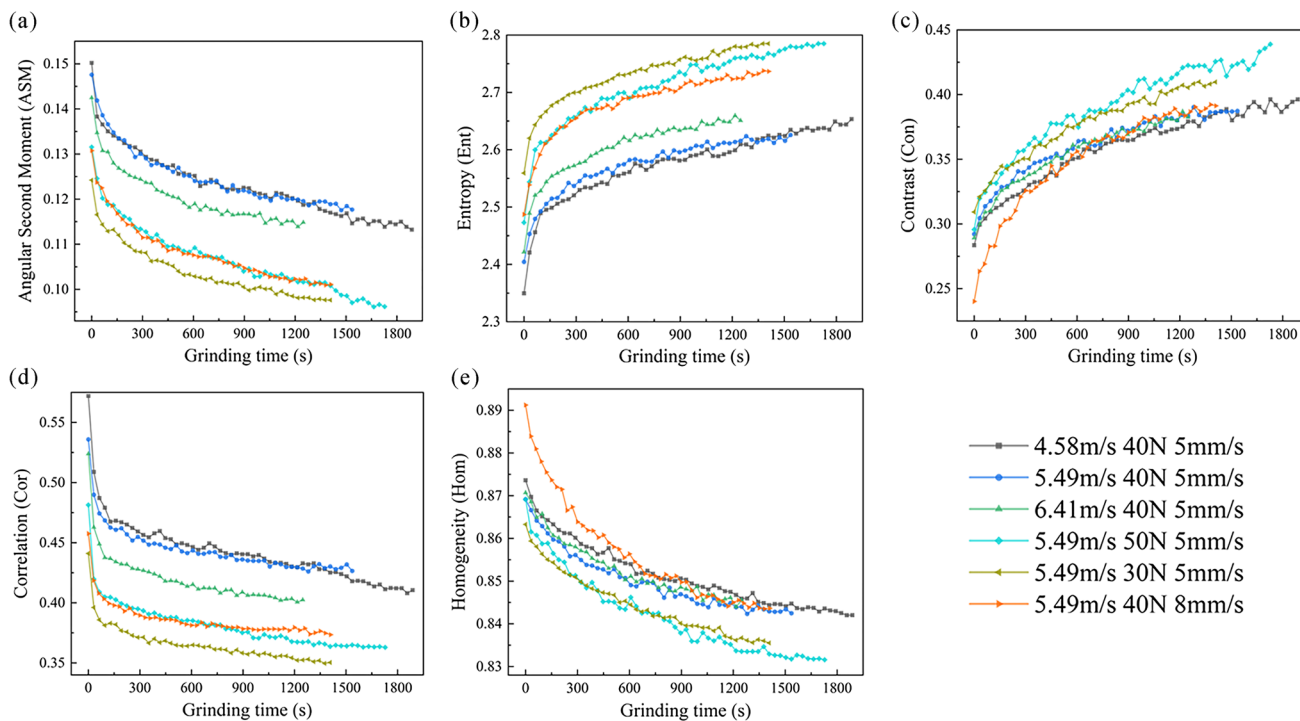 (a)
0.15
0.14
0.13
0.12
0.11
0.10
Angular Second Moment (ASM)
0 300 600 900 1200 1500 1800
Grinding time (s)
(b)
2.8
2.7
2.6
2.5
2.4
2.3
Entropy (Ent)
0 300 600 900 1200 1500 1800
Grinding time (s)
(c)
0.45
0.40
0.35
0.30
0.25
Contrast (Con)
0 300 600 900 1200 1500 1800
Grinding time (s)
(d)
0.55
0.50
0.45
0.40
0.35
Correlation (Cor)
0 300 600 900 1200 1500 1800
Grinding time (s)
(e)
0.89
0.88
0.87
0.86
0.85
0.84
0.83
Homogeneity (Hom)
0 300 600 900 1200 1500 1800
Grinding time (s)
4.58m/s 40N 5mm/s
5.49m/s 40N 5mm/s
6.41m/s 40N 5mm/s
5.49m/s 50N 5mm/s
5.49m/s 30N 5mm/s
5.49m/s 40N 8mm/s